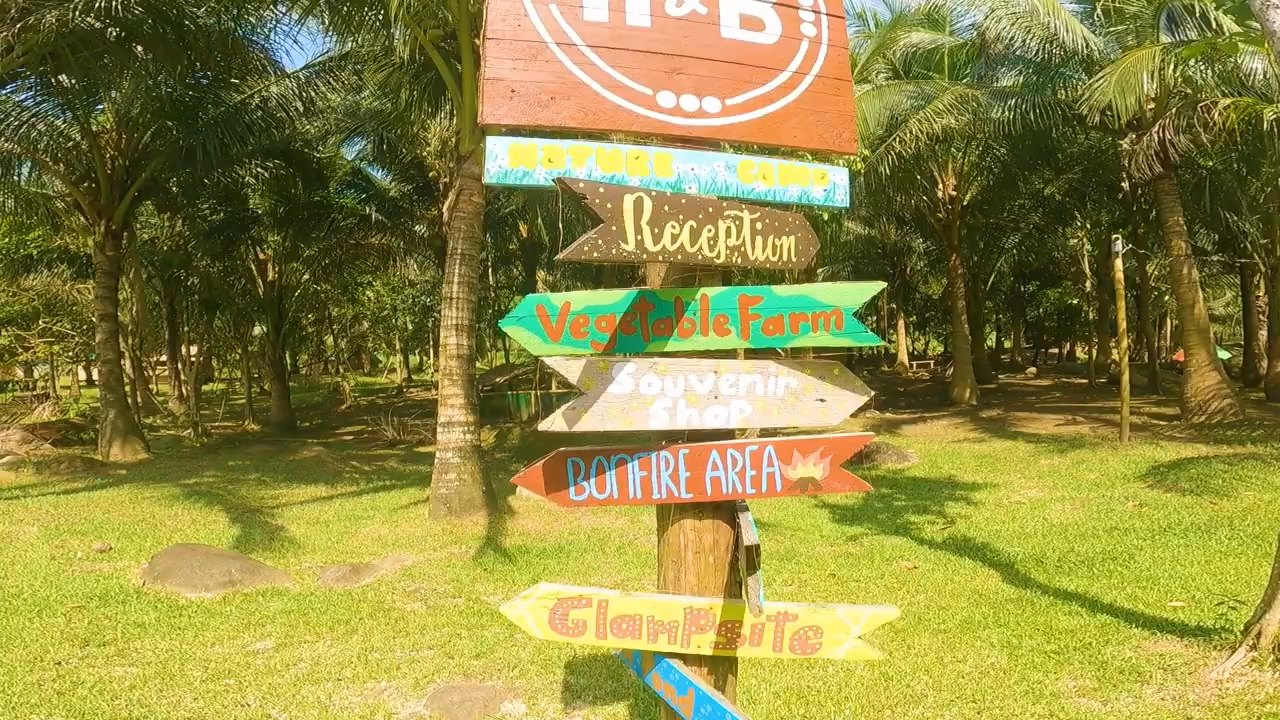 NATURE CAMP
Reception
Vegetable Farm
Souvenir
Shop
BONFIRE AREA
Glampsite